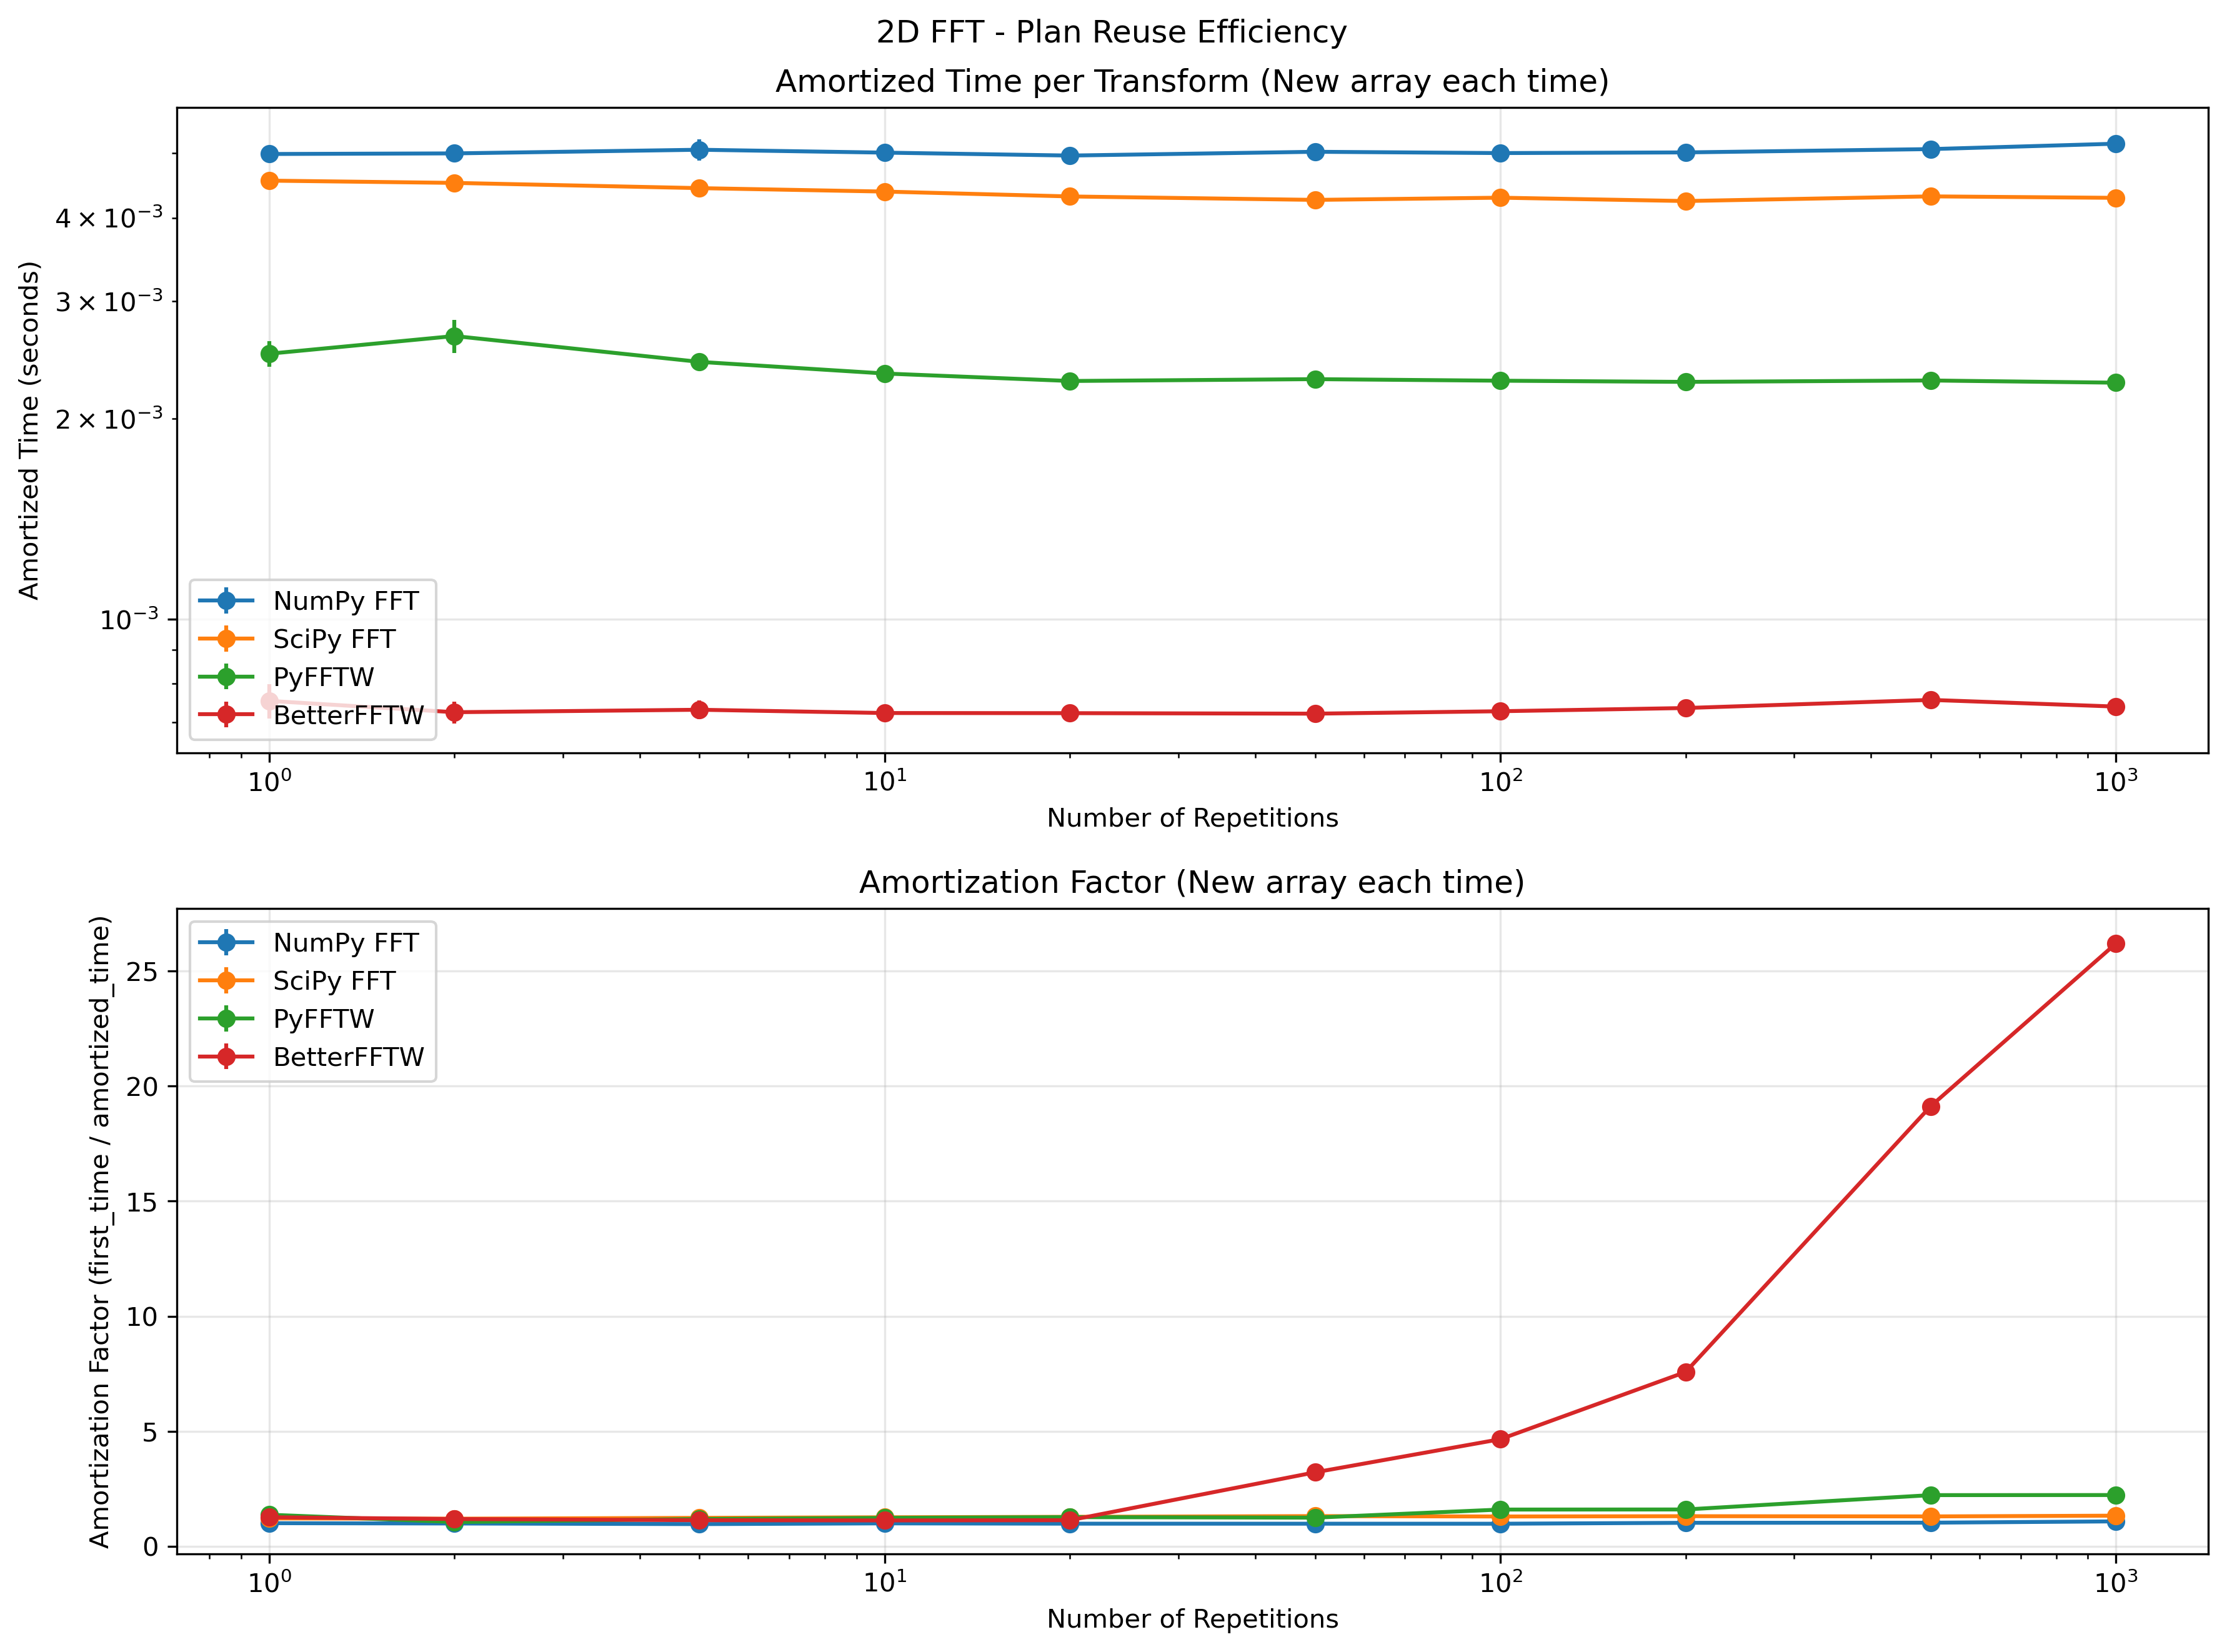 2D FFT - Plan Reuse Efficiency
Amortized Time per Transform (New array each time)
Amortized Time (seconds)
4 × 10⁻³
3 × 10⁻³
2 × 10⁻³
10⁻³
NumPy FFT
SciPy FFT
PyFFTW
BetterFFTW
10⁰ 10¹ 10² 10³
Number of Repetitions
Amortization Factor (New array each time)
Amortization Factor (first_time / amortized_time)
25
20
15
10
5
0
NumPy FFT
SciPy FFT
PyFFTW
BetterFFTW
10⁰ 10¹ 10² 10³
Number of Repetitions